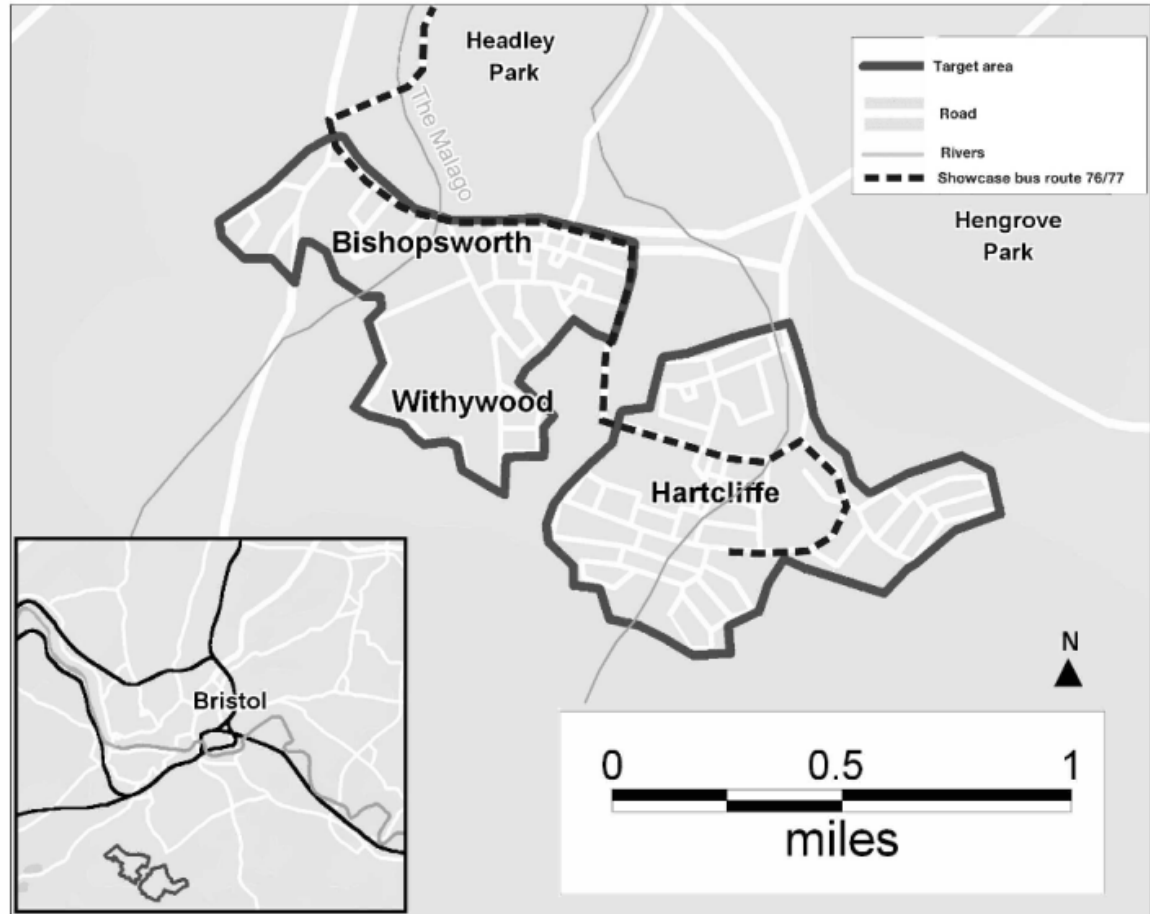 Headley
Park
Target area
Road
Rivers
Showcase bus route 76/77
The Malago
Hengrove
Park
Bishopsworth
Withywood
Hartcliffe
Bristol
N
0 0.5 1
miles